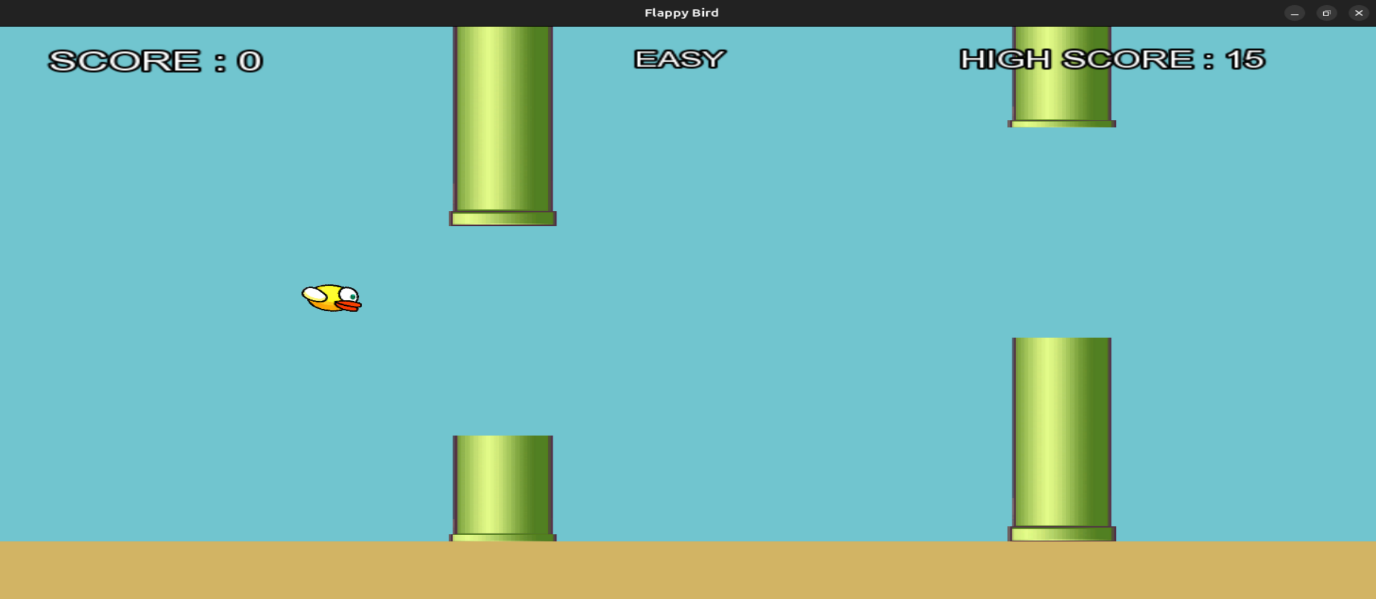 Flappy Bird
SCORE : 0
EASY
HIGH SCORE : 15